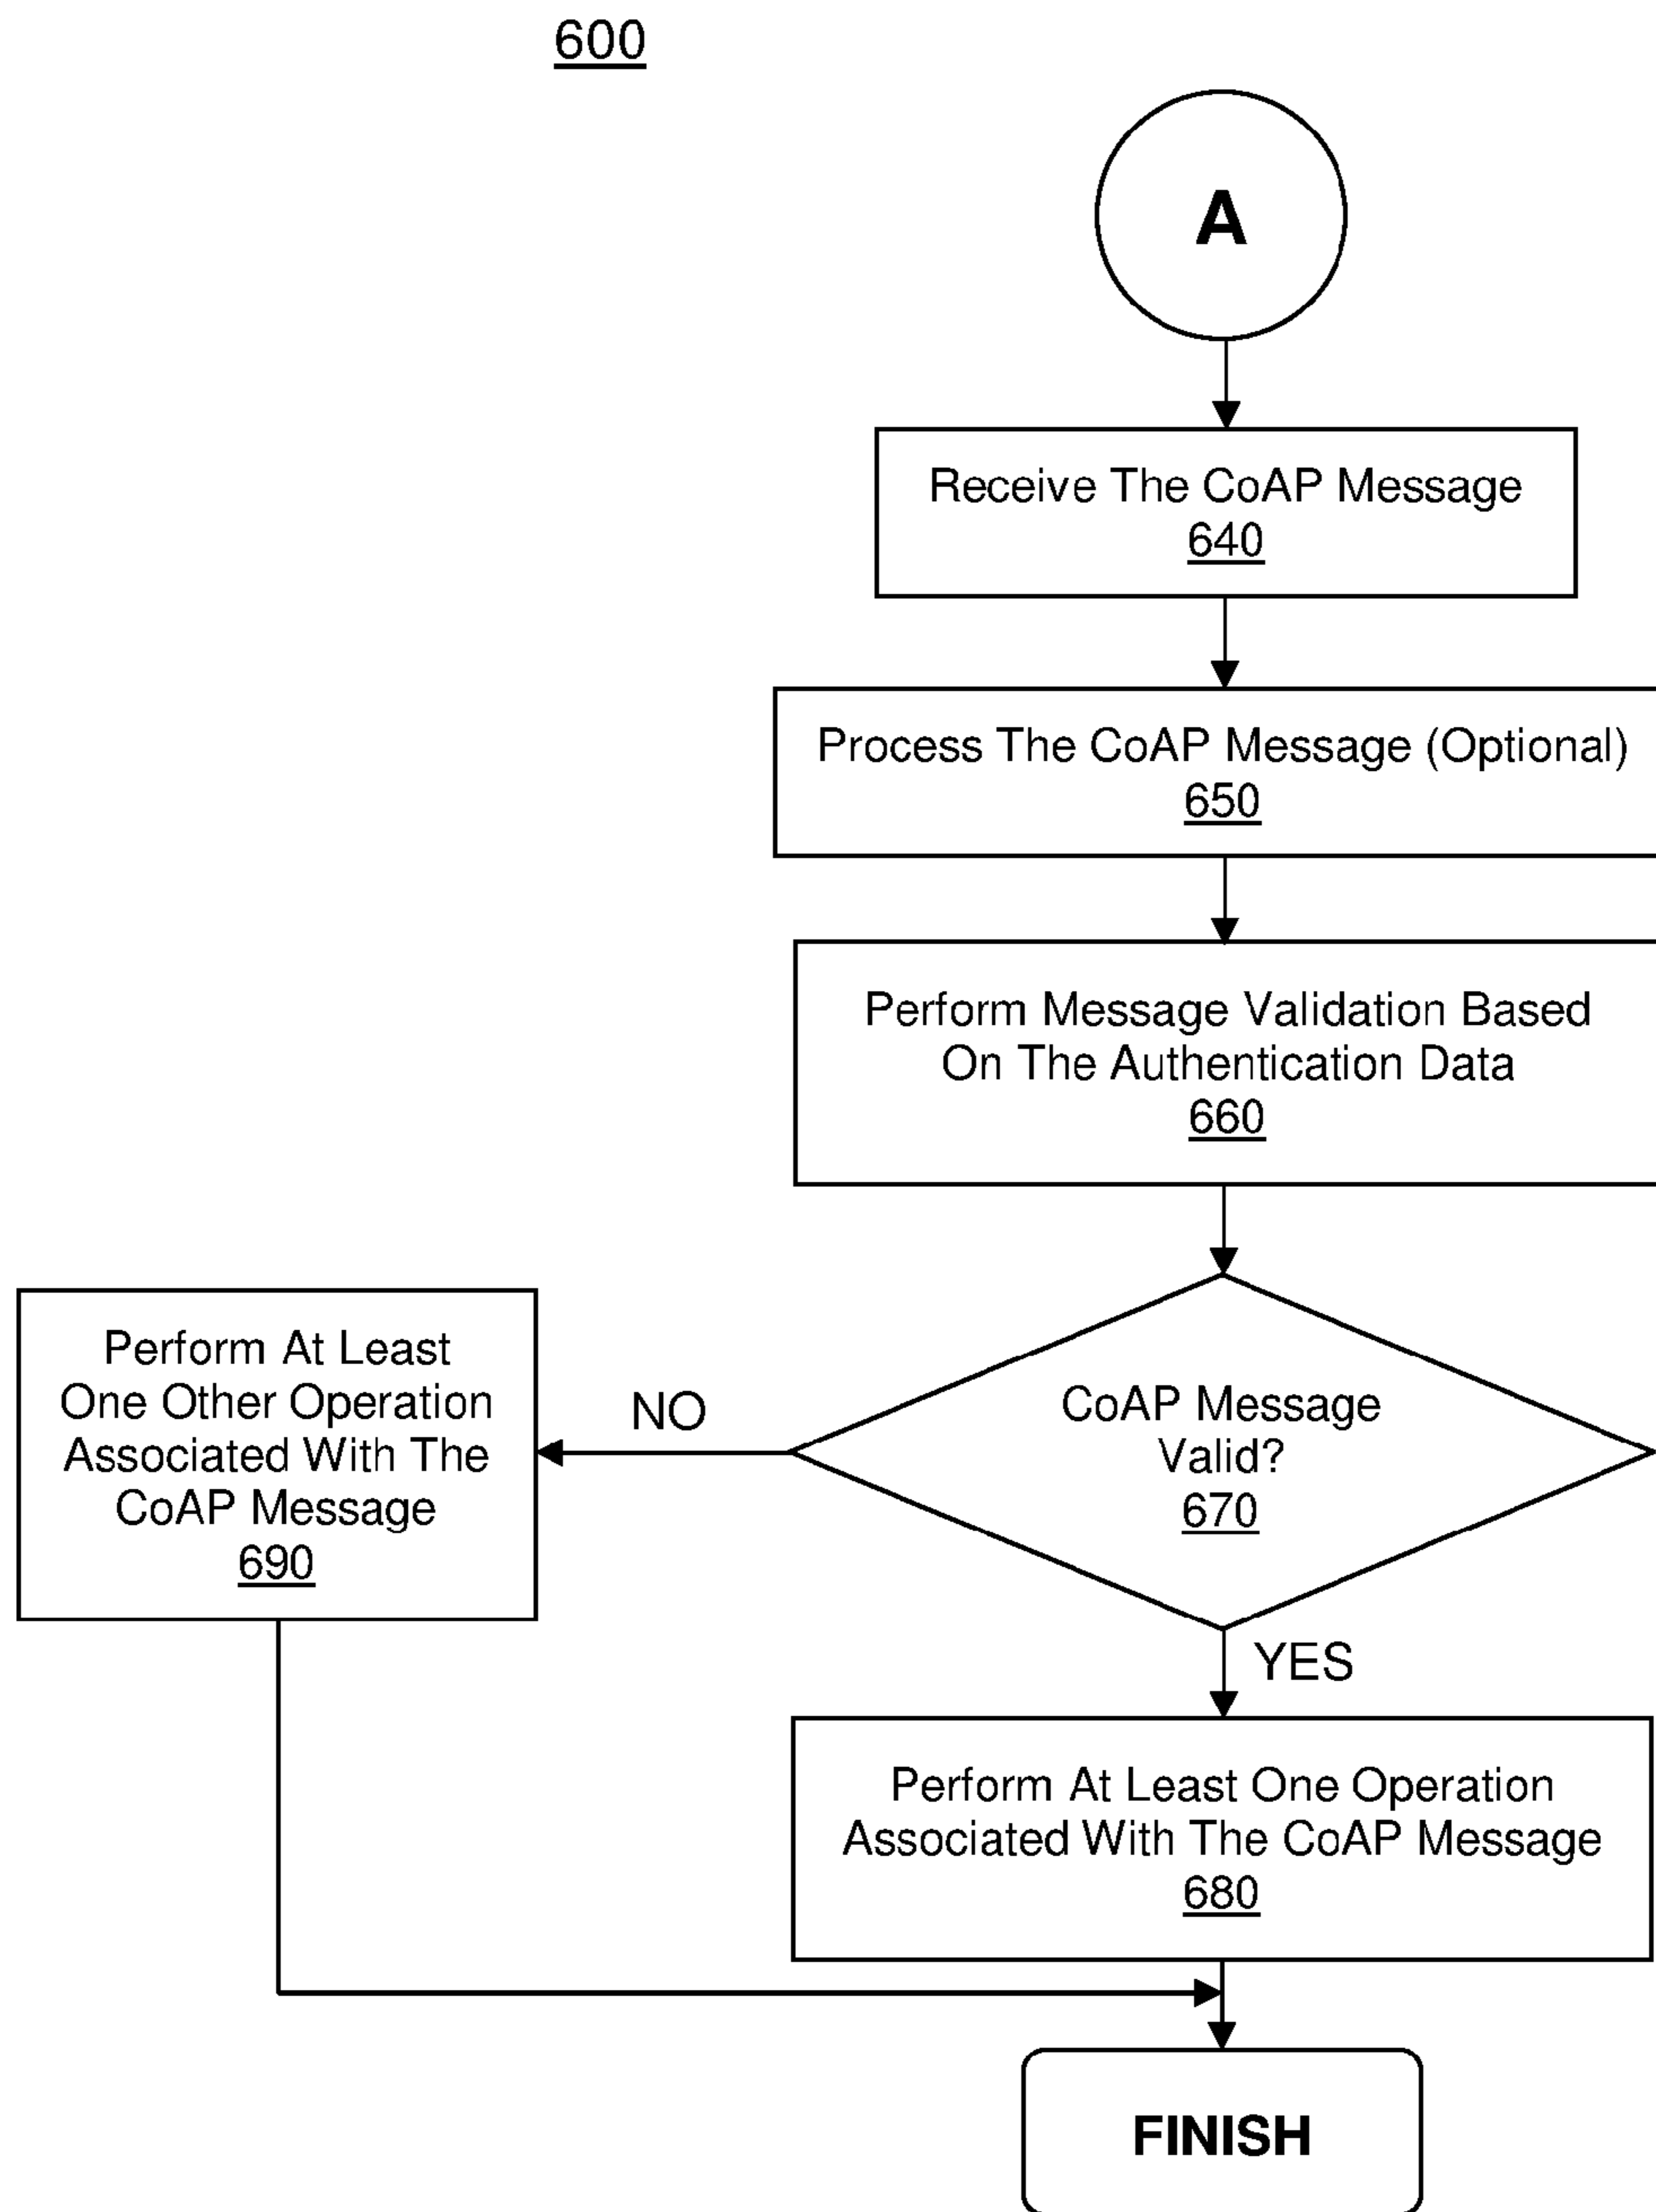 600
A
Receive The CoAP Message
640
Process The CoAP Message (Optional)
650
Perform Message Validation Based
On The Authentication Data
660
CoAP Message
Valid?
670
NO
Perform At Least
One Other Operation
Associated With The
CoAP Message
690
YES
Perform At Least One Operation
Associated With The CoAP Message
680
FINISH